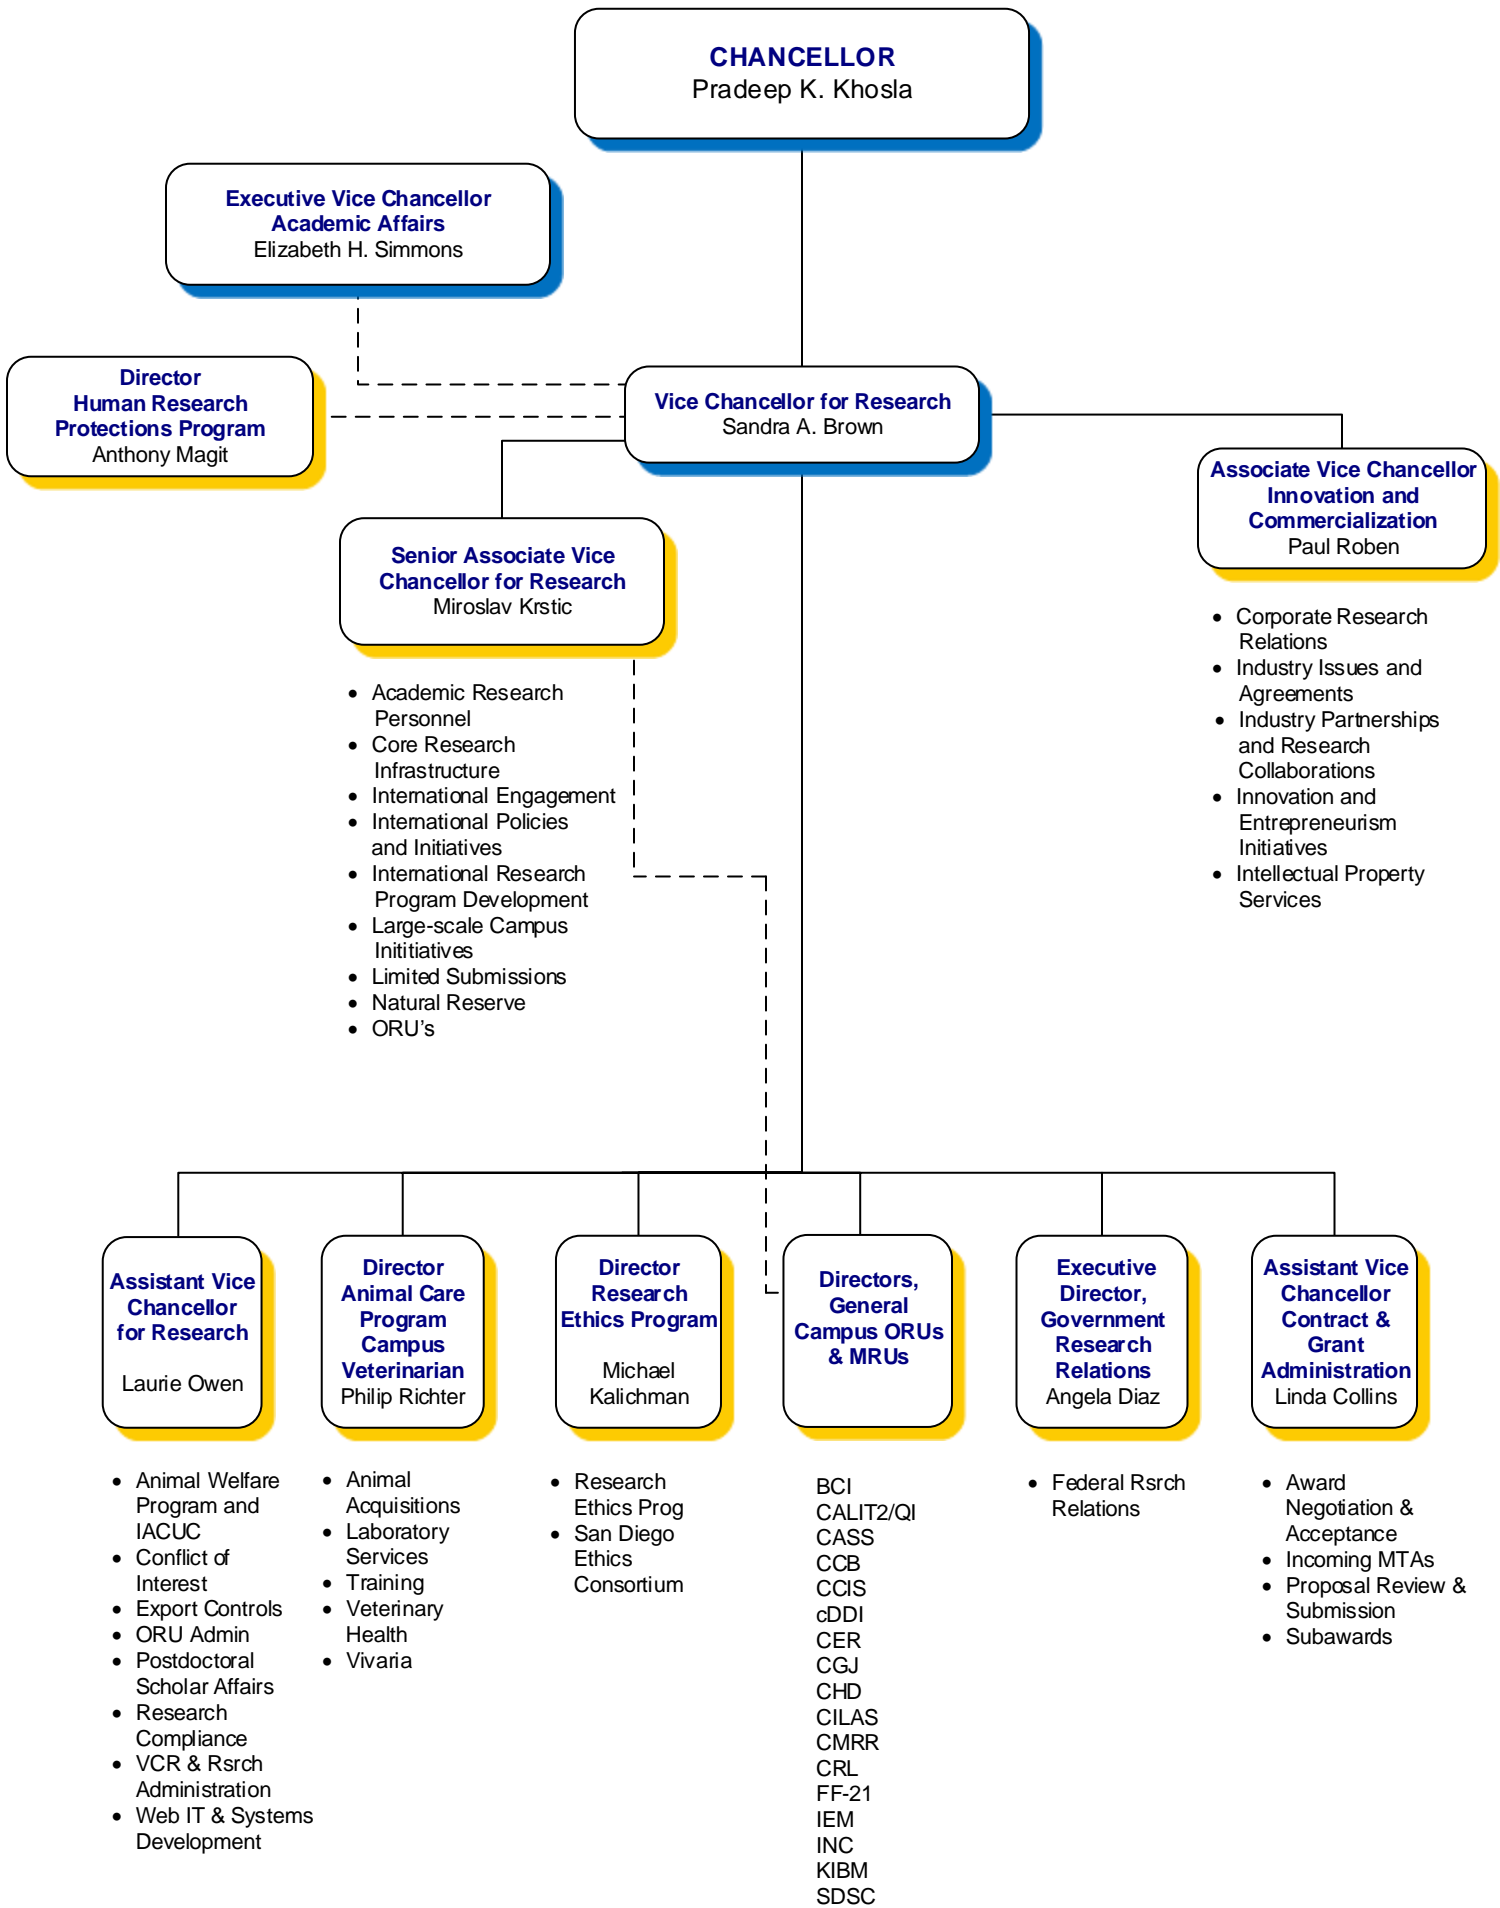 CHANCELLOR
Pradeep K. Khosla
Executive Vice Chancellor
Academic Affairs
Elizabeth H. Simmons
Director
Human Research
Protections Program
Anthony Magit
Vice Chancellor for Research
Sandra A. Brown
Associate Vice Chancellor
Innovation and
Commercialization
Paul Roben
• Corporate Research
Relations
• Industry Issues and
Agreements
• Industry Partnerships
and Research
Collaborations
• Innovation and
Entrepreneurism
Initiatives
• Intellectual Property
Services
Senior Associate Vice
Chancellor for Research
Miroslav Krstic
• Academic Research
Personnel
• Core Research
Infrastructure
• International Engagement
• International Policies
and Initiatives
• International Research
Program Development
• Large-scale Campus
Inititiatives
• Limited Submissions
• Natural Reserve
• ORU's
Assistant Vice
Chancellor
for Research
Laurie Owen
• Animal Welfare
Program and
IACUC
• Conflict of
Interest
• Export Controls
• ORU Admin
• Postdoctoral
Scholar Affairs
• Research
Compliance
• VCR & Rsrch
Administration
• Web IT & Systems
Development
Director
Animal Care
Program
Campus
Veterinarian
Philip Richter
• Animal
Acquisitions
• Laboratory
Services
• Training
• Veterinary
Health
• Vivaria
Director
Research
Ethics Program
Michael
Kalichman
• Research
Ethics Prog
• San Diego
Ethics
Consortium
Directors,
General
Campus ORUs
& MRUs
BCI
CALIT2/QI
CASS
CCB
CCIS
cDDI
CER
CGJ
CHD
CILAS
CMRR
CRL
FF-21
IEM
INC
KIBM
SDSC
Executive
Director,
Government
Research
Relations
Angela Diaz
• Federal Rsrch
Relations
Assistant Vice
Chancellor
Contract &
Grant
Administration
Linda Collins
• Award
Negotiation &
Acceptance
• Incoming MTAs
• Proposal Review &
Submission
• Subawards